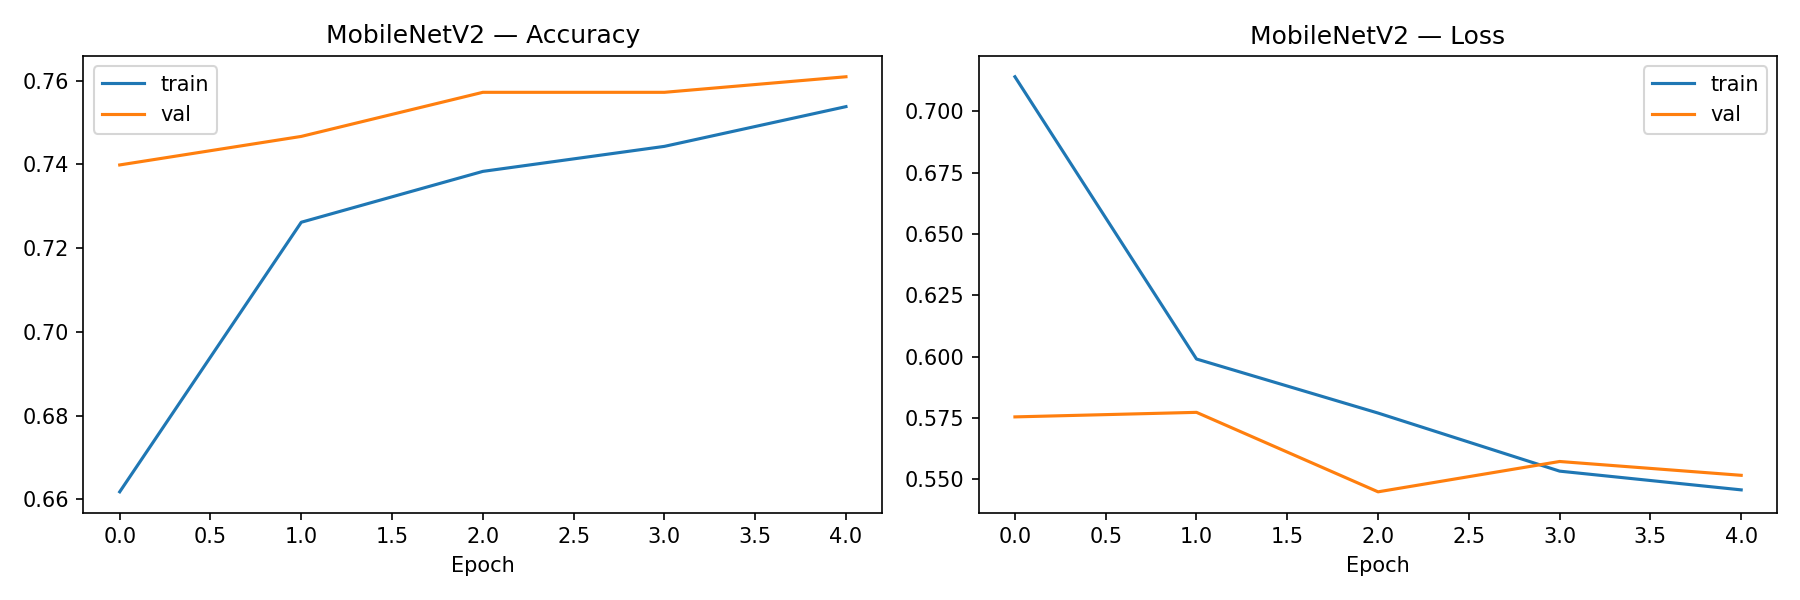 MobileNetV2 — Accuracy
train
val
0.76
0.74
0.72
0.70
0.68
0.66
0.0 0.5 1.0 1.5 2.0 2.5 3.0 3.5 4.0
Epoch
MobileNetV2 — Loss
train
val
0.700
0.675
0.650
0.625
0.600
0.575
0.550
0.0 0.5 1.0 1.5 2.0 2.5 3.0 3.5 4.0
Epoch